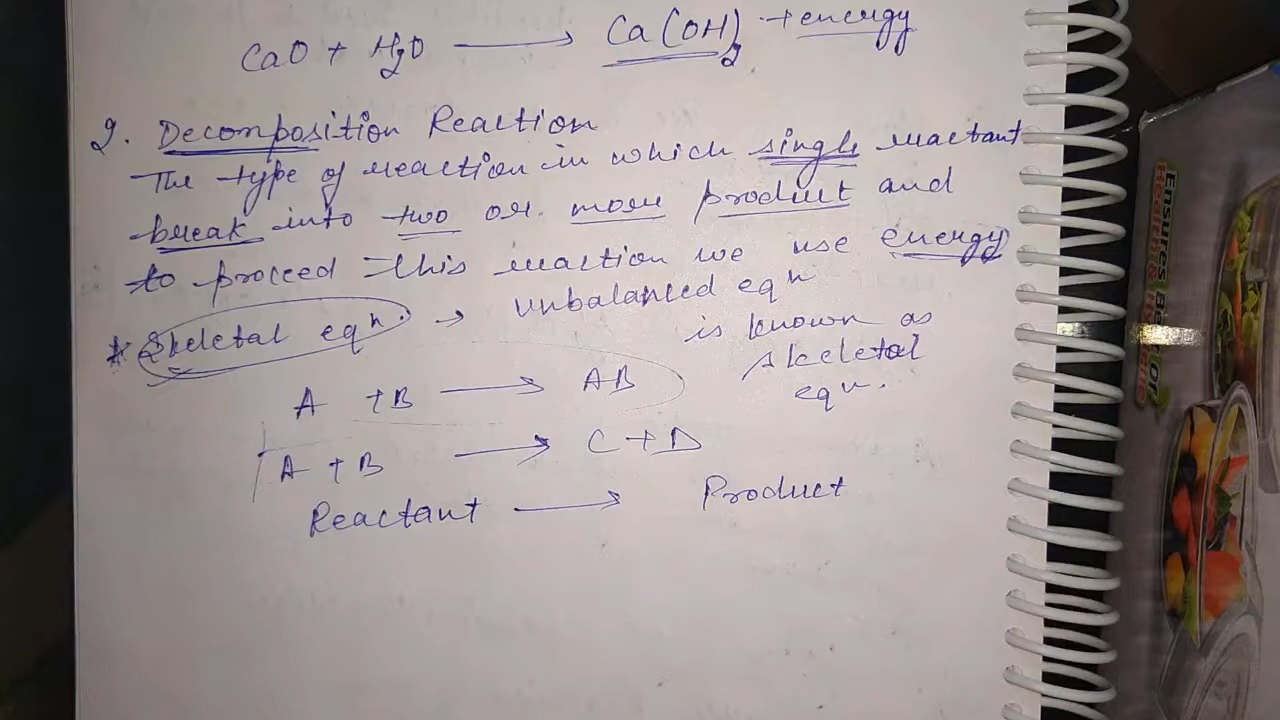 CaO + H2O → Ca(OH)2 + energy
2. Decomposition Reaction
The type of reaction in which single reactant
break into two or more product and
to proceed this reaction we use energy
* Skeletal eqn. → unbalanced eqn
is known as
skeletal
eqn.
A + B → AB
A + B → C + D
Reactant → Product
Ensures B
Hear